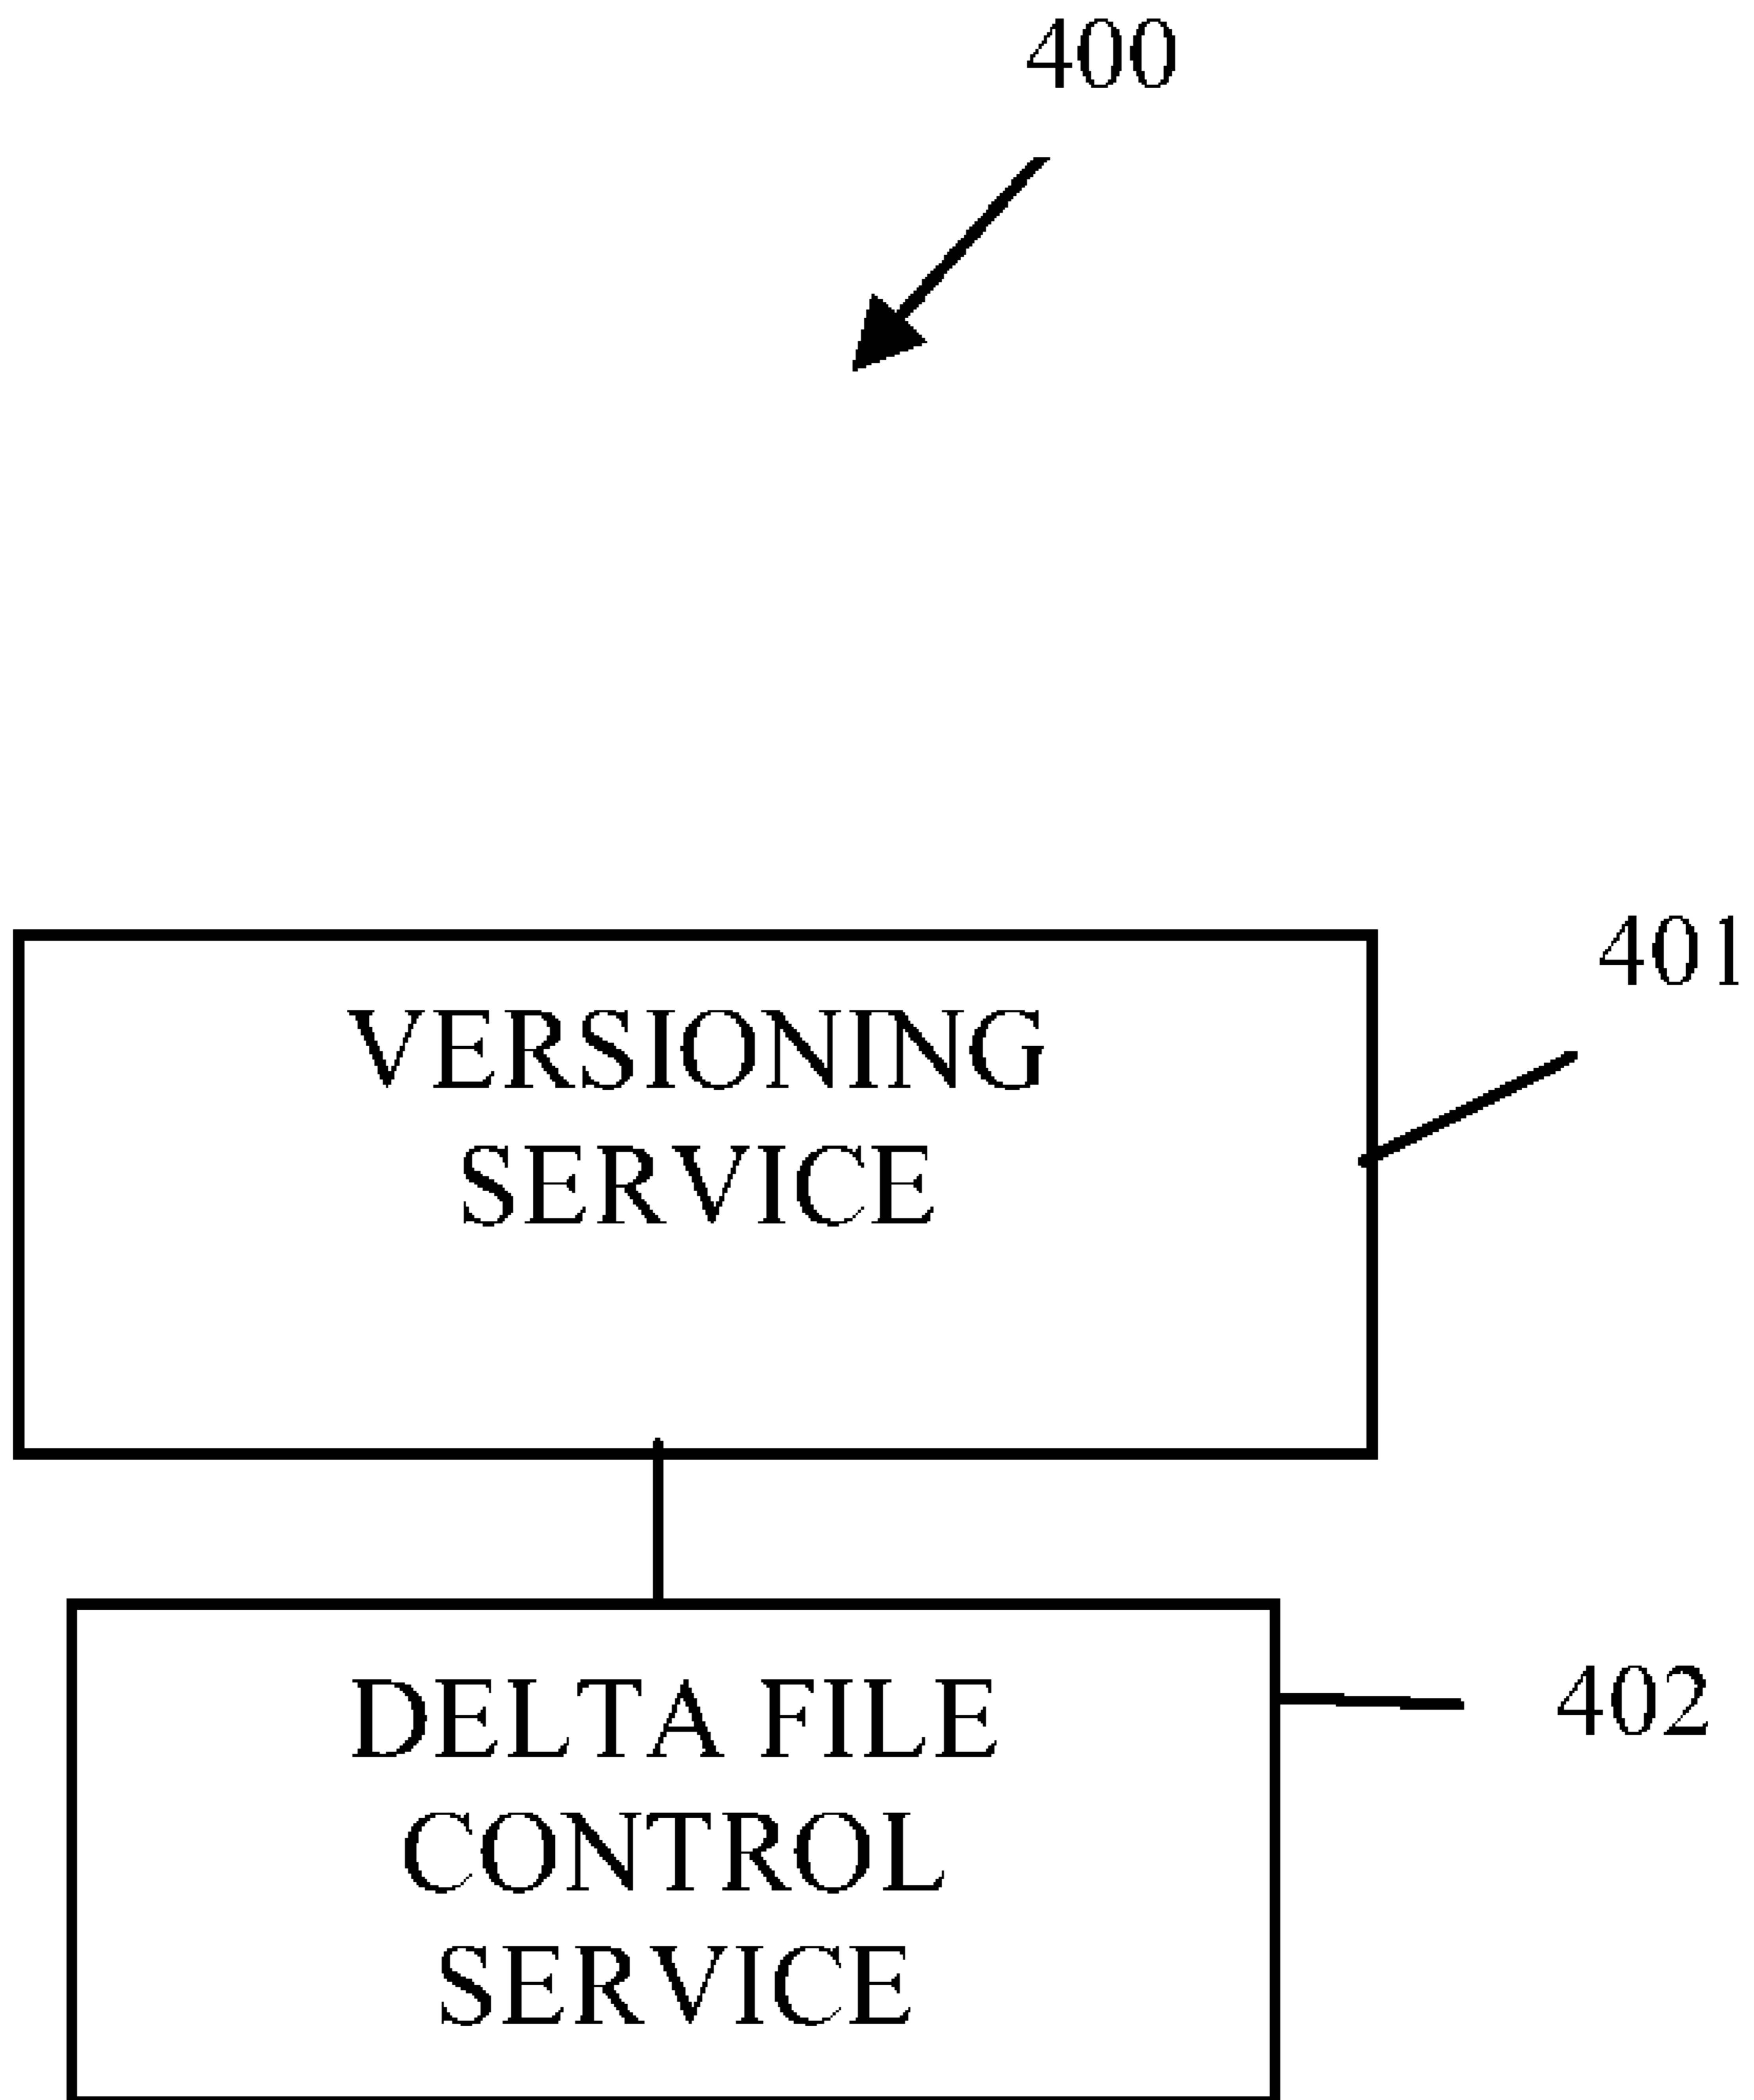 400
401
VERSIONING
SERVICE
402
DELTA FILE
CONTROL
SERVICE